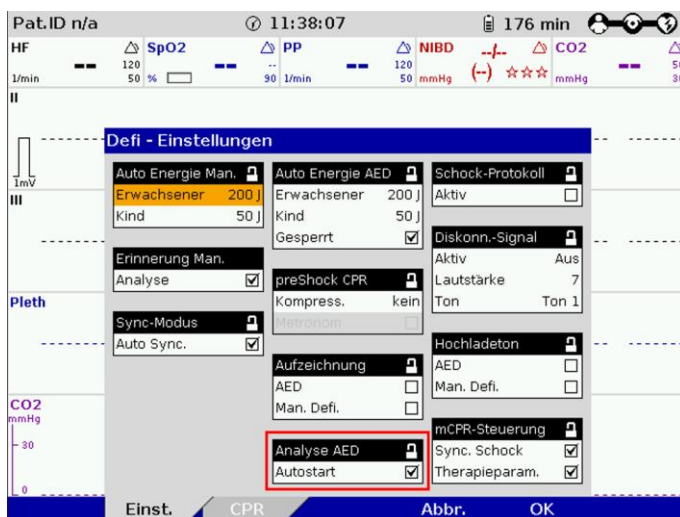 Pat.ID n/a 11:38:07 176 min
HF SpO2 PP NIBD --/-- CO2
-- 120 -- -- -- 120 (--) --
1/min 50 % 90 1/min 50 mmHg mmHg
II
1mV
III
Pleth
CO2
mmHg
30
0
Defi - Einstellungen
Auto Energie Man.
Erwachsener 200 J
Kind 50 J
Erinnerung Man.
Analyse
Sync-Modus
Auto Sync.
Auto Energie AED
Erwachsener 200 J
Kind 50 J
Gesperrt
preShock CPR
Kompress. kein
Metronom
Aufzeichnung
AED
Man. Defi.
Analyse AED
Autostart
Schock-Protokoll
Aktiv
Diskonn.-Signal
Aktiv Aus
Lautstärke 7
Ton Ton 1
Hochladeton
AED
Man. Defi.
mCPR-Steuerung
Sync. Schock
Therapieparam.
Einst. CPR Abbr. OK